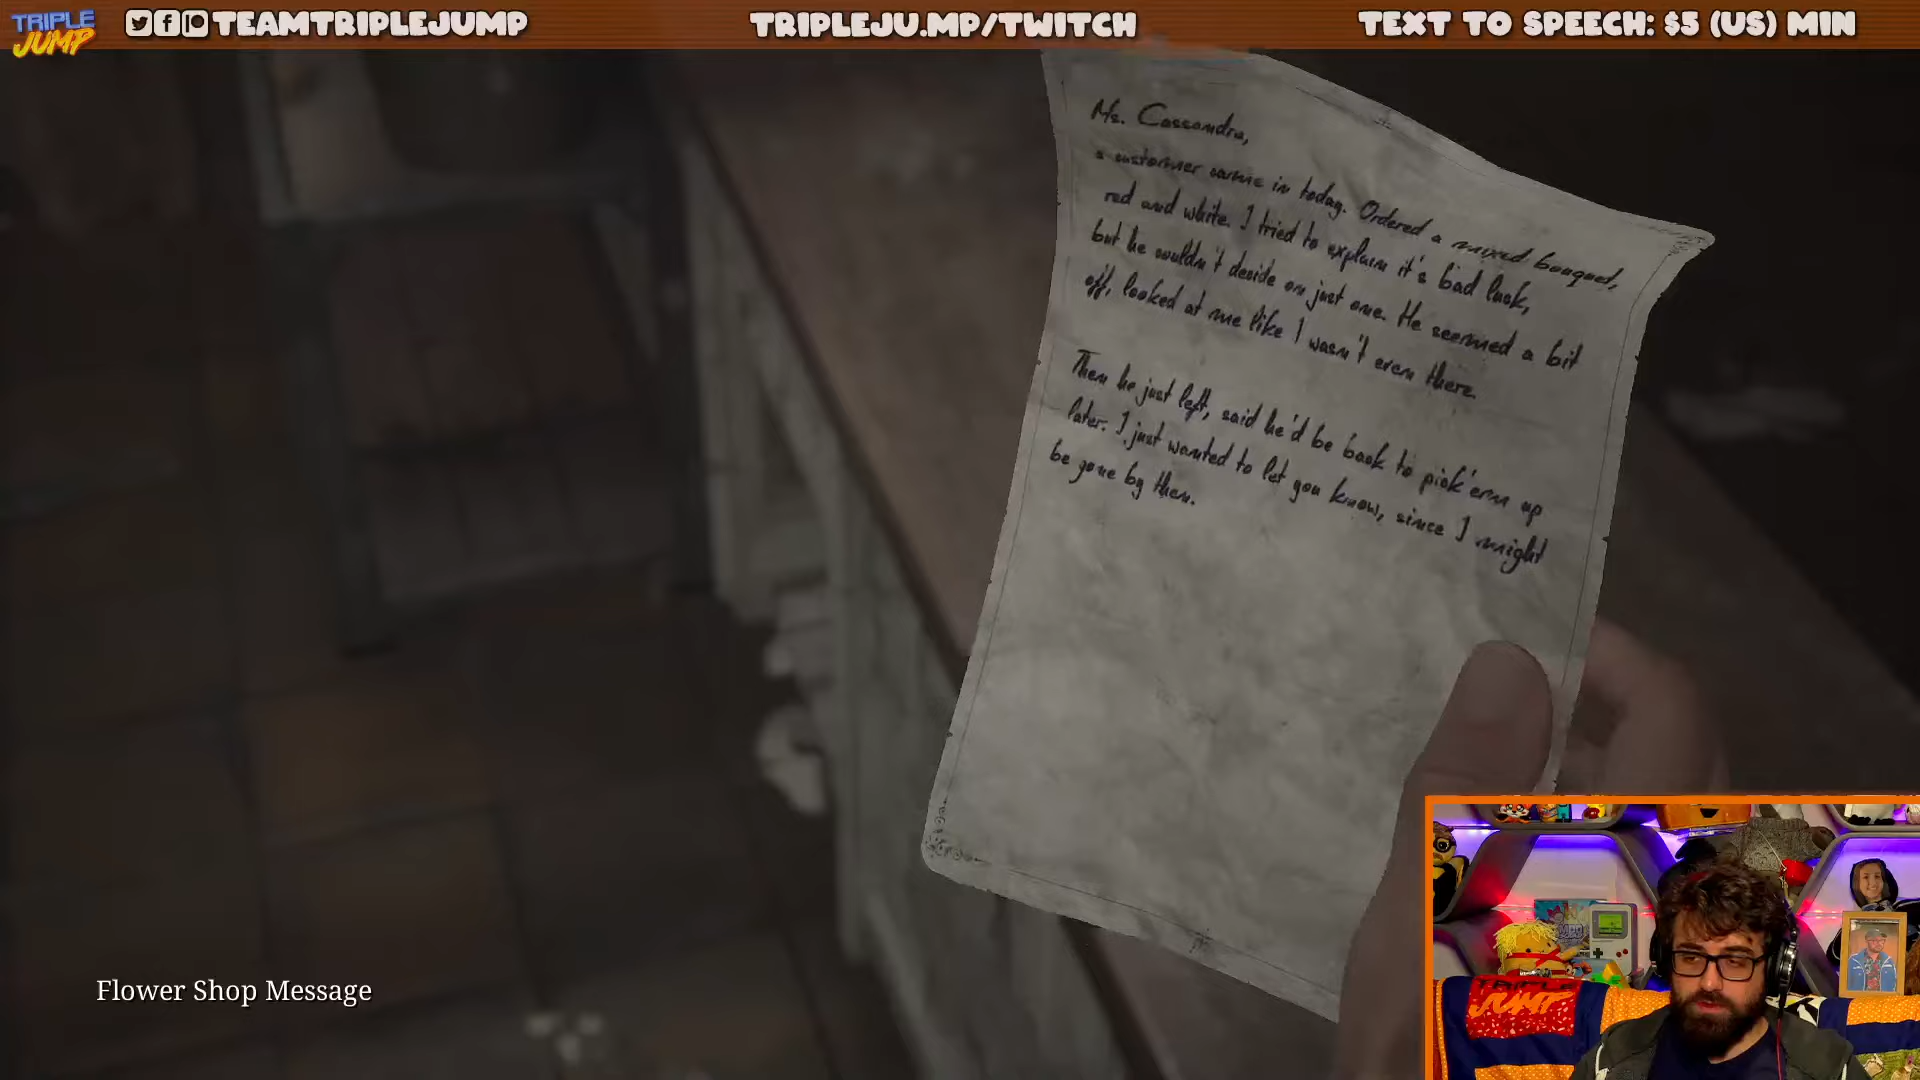 TRIPLE
JUMP
TEAMTRIPLEJUMP
TRIPLEJU.MP/TWITCH
TEXT TO SPEECH: $5 (US) MIN
Ms. Cassandra,
a customer came in today. Ordered a mixed bouquet,
red and white. I tried to explain it's bad luck,
but he wouldn't decide on just one. He seemed a bit
off, looked at me like I wasn't even there.
Then he just left, said he'd be back to pick'em up
later. I just wanted to let you know, since I might
be gone by then.
Flower Shop Message
TRIPLE
JUMP